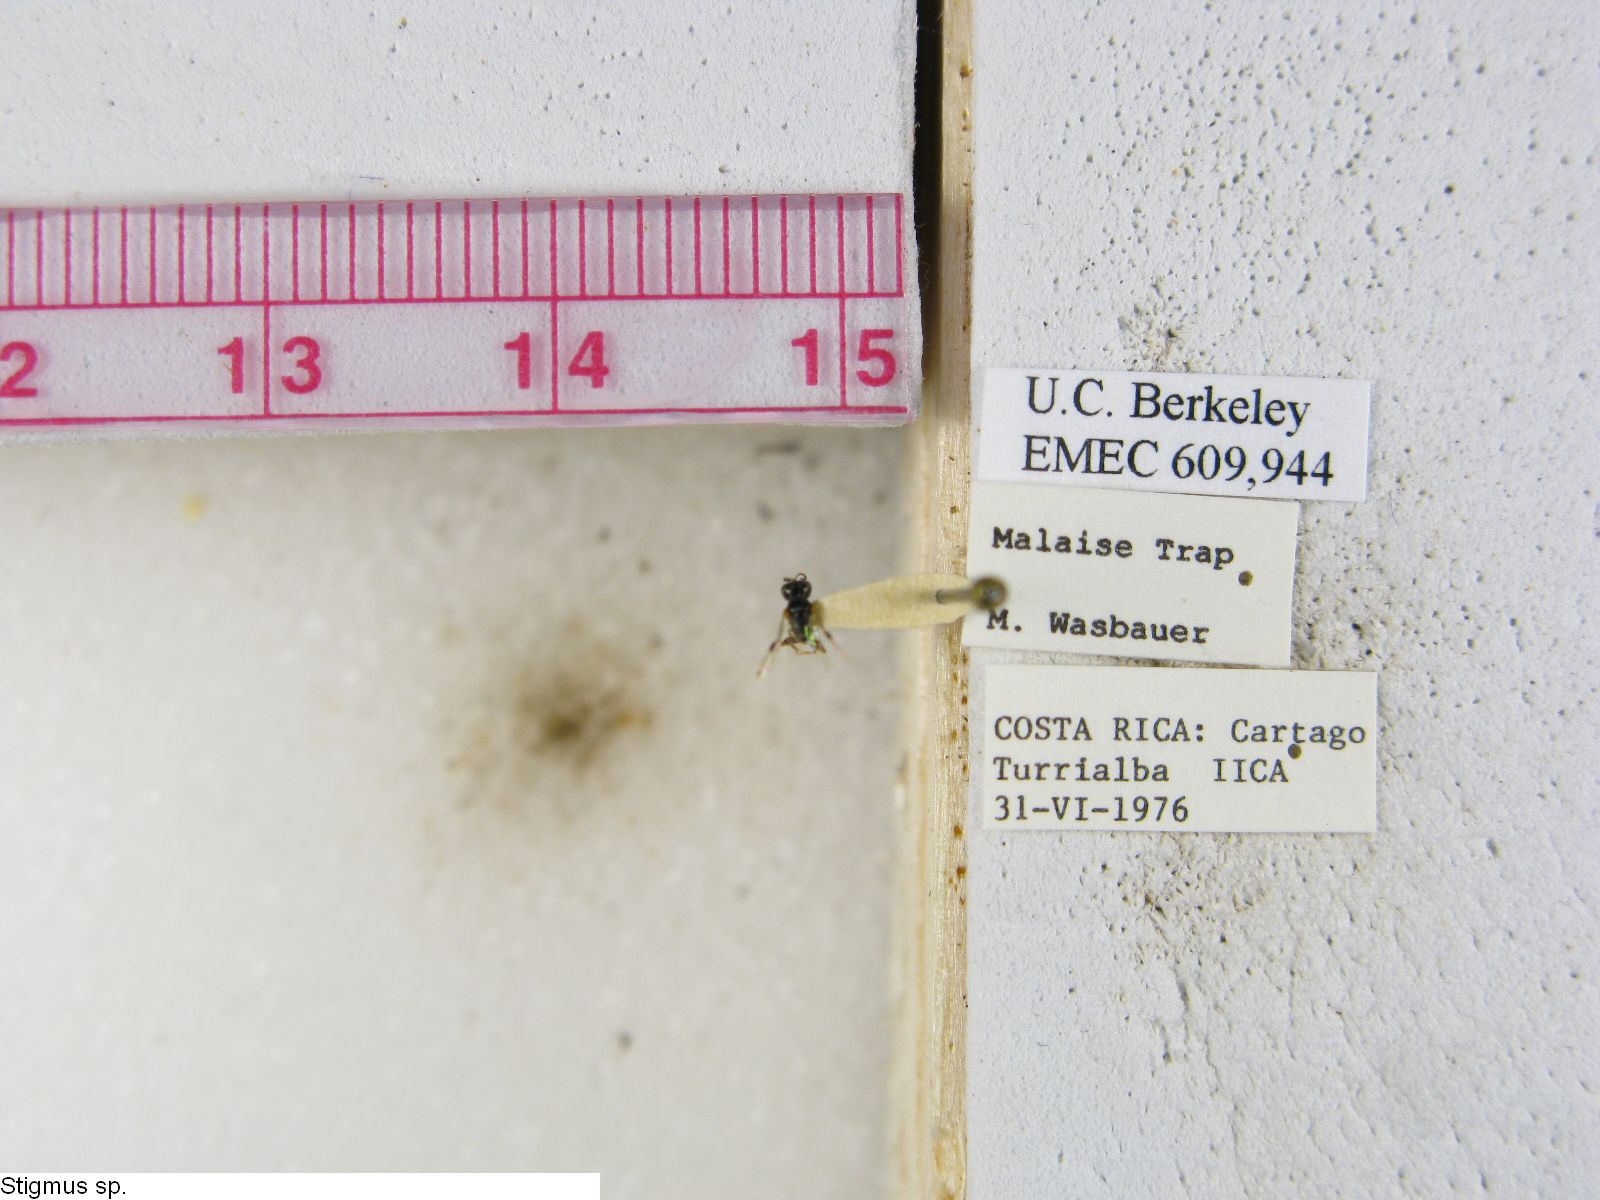 2 13 14 15
U.C. Berkeley
EMEC 609,944
Malaise Trap
M. Wasbauer
COSTA RICA: Cartago
Turrialba IICA
31-VI-1976
Stigmus sp.